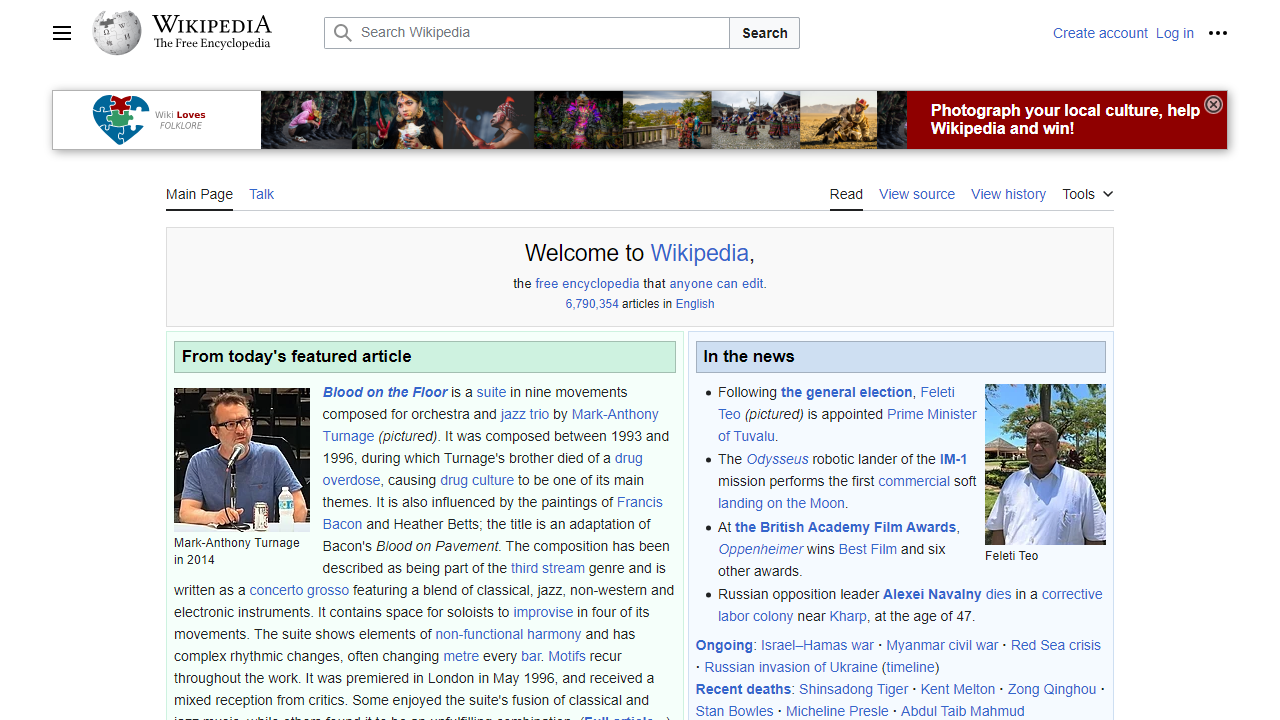 WIKIPEDIA
The Free Encyclopedia
Search Wikipedia
Search
Create account Log in
Wiki Loves
FOLKLORE
Photograph your local culture, help
Wikipedia and win!
Main Page Talk
Read View source View history Tools
Welcome to Wikipedia,
the free encyclopedia that anyone can edit.
6,790,354 articles in English
From today's featured article
Mark-Anthony Turnage
in 2014
Blood on the Floor is a suite in nine movements
composed for orchestra and jazz trio by Mark-Anthony
Turnage (pictured). It was composed between 1993 and
1996, during which Turnage's brother died of a drug
overdose, causing drug culture to be one of its main
themes. It is also influenced by the paintings of Francis
Bacon and Heather Betts; the title is an adaptation of
Bacon's Blood on Pavement. The composition has been
described as being part of the third stream genre and is
written as a concerto grosso featuring a blend of classical, jazz, non-western and
electronic instruments. It contains space for soloists to improvise in four of its
movements. The suite shows elements of non-functional harmony and has
complex rhythmic changes, often changing metre every bar. Motifs recur
throughout the work. It was premiered in London in May 1996, and received a
mixed reception from critics. Some enjoyed the suite's fusion of classical and
jazz music, while others found it to be an unfulfilling combination. (Full article...)
In the news
Following the general election, Feleti
Teo (pictured) is appointed Prime Minister
of Tuvalu.
The Odysseus robotic lander of the IM-1
mission performs the first commercial soft
landing on the Moon.
At the British Academy Film Awards,
Oppenheimer wins Best Film and six
other awards.
Russian opposition leader Alexei Navalny dies in a corrective
labor colony near Kharp, at the age of 47.
Feleti Teo
Ongoing: Israel–Hamas war · Myanmar civil war · Red Sea crisis
· Russian invasion of Ukraine (timeline)
Recent deaths: Shinsadong Tiger · Kent Melton · Zong Qinghou ·
Stan Bowles · Micheline Presle · Abdul Taib Mahmud